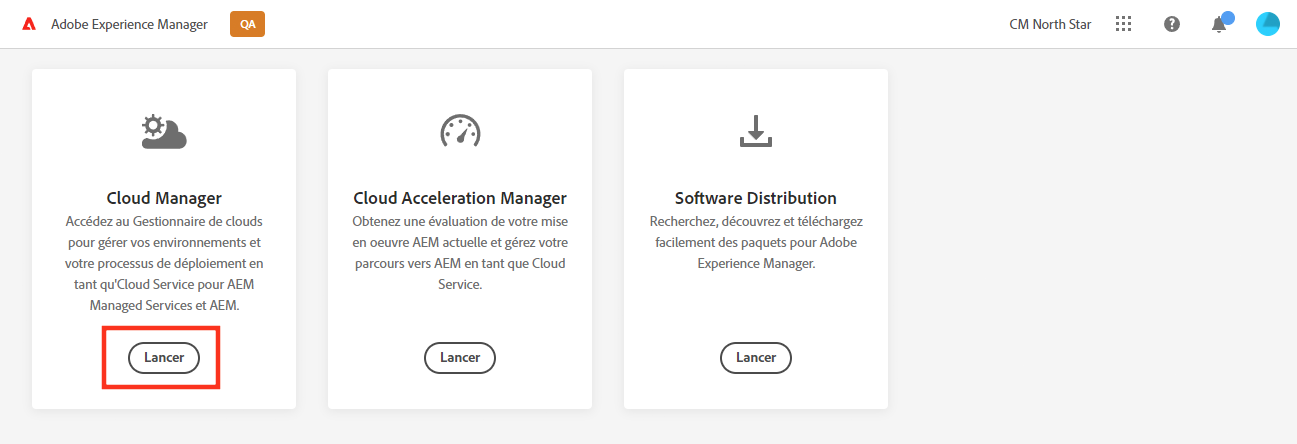 Adobe Experience Manager
QA
CM North Star
Cloud Manager
Accédez au Gestionnaire de clouds
pour gérer vos environnements et
votre processus de déploiement en
tant qu'Cloud Service pour AEM
Managed Services et AEM.
Lancer
Cloud Acceleration Manager
Obtenez une évaluation de votre mise
en oeuvre AEM actuelle et gérez votre
parcours vers AEM en tant que Cloud
Service.
Lancer
Software Distribution
Recherchez, découvrez et téléchargez
facilement des paquets pour Adobe
Experience Manager.
Lancer